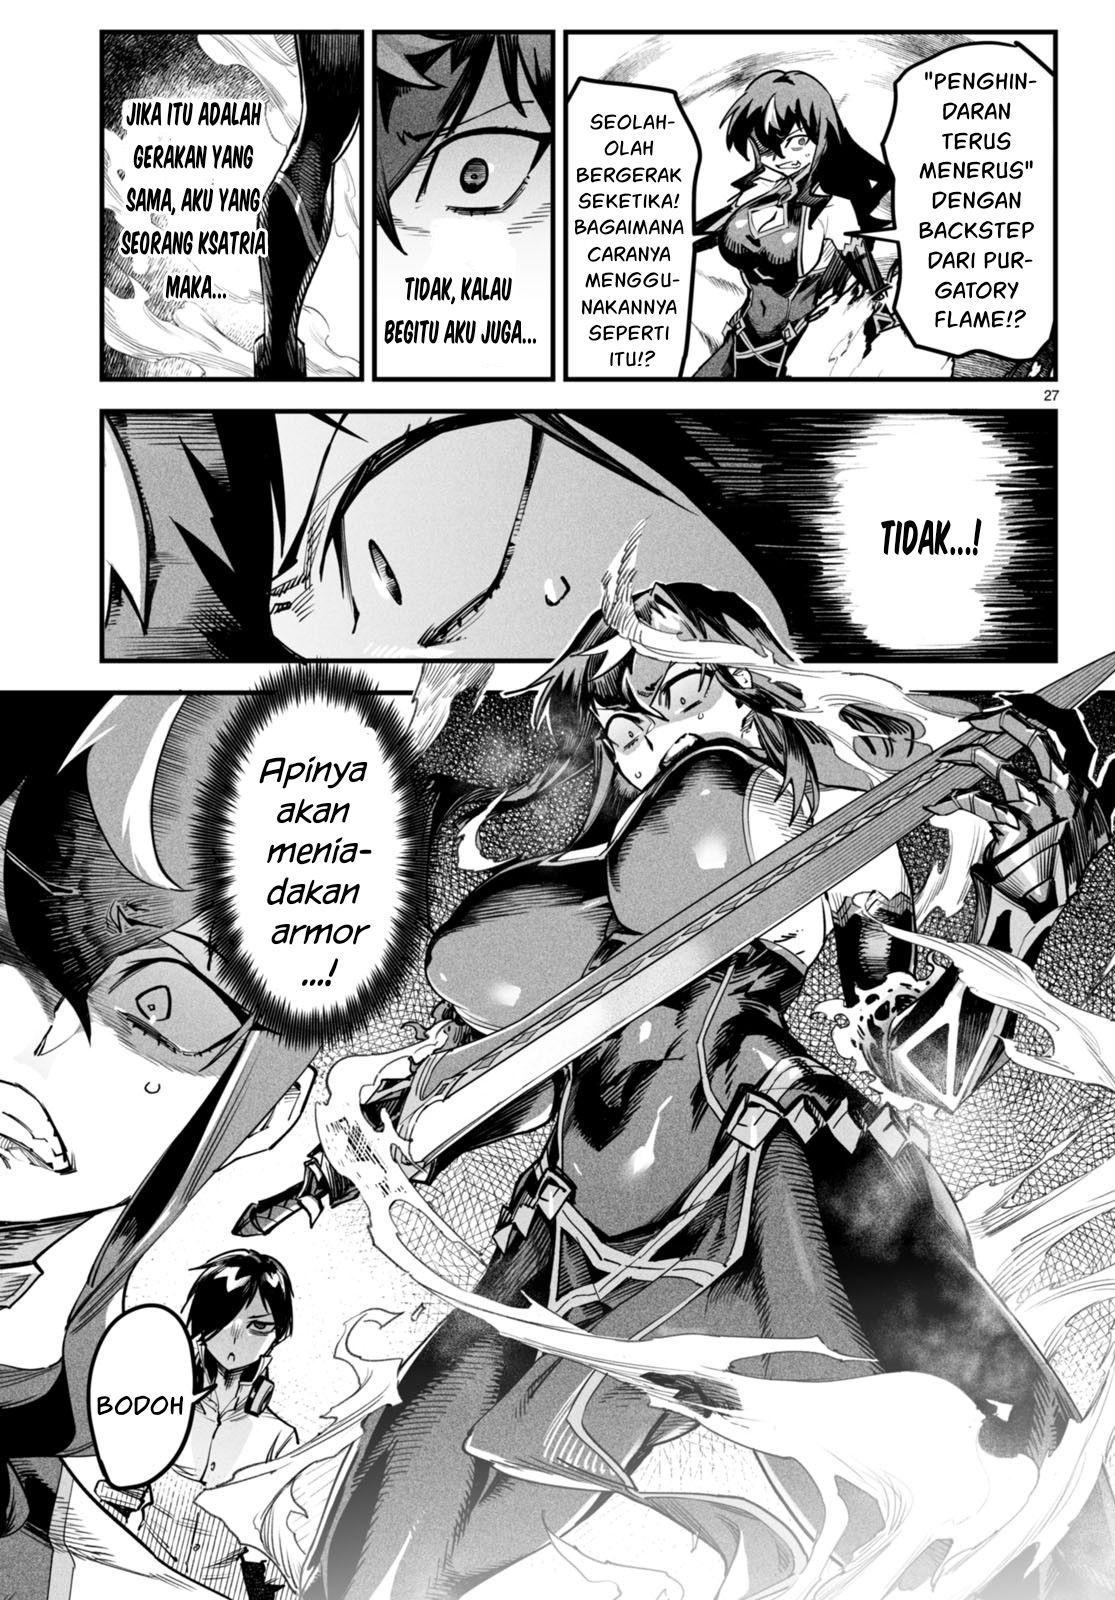 "PENGHIN-
DARAN
TERUS
MENERUS"
DENGAN
BACKSTEP
DARI PUR-
GATORY
FLAME!?
SEOLAH-
OLAH
BERGERAK
SEKETIKA!
BAGAIMANA
CARANYA
MENGGU-
NAKANNYA
SEPERTI
ITU!?
TIDAK, KALAU
BEGITU AKU JUGA...
JIKA ITU ADALAH
GERAKAN YANG
SAMA, AKU YANG
SEORANG KSATRIA
MAKA...
27
TIDAK...!
Apinya
akan
menia-
dakan
armor
...!
BODOH